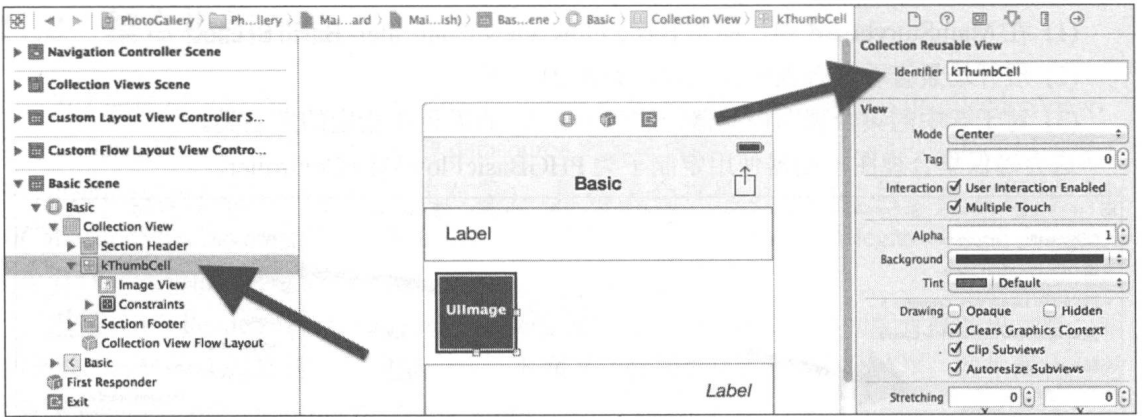 PhotoGallery
Ph...llery
Mai...ard
Mai...ish)
Bas...ene
Basic
Collection View
kThumbCell
Navigation Controller Scene
Collection Views Scene
Custom Layout View Controller S...
Custom Flow Layout View Contro...
Basic Scene
Basic
Collection View
Section Header
kThumbCell
Image View
Constraints
Section Footer
Collection View Flow Layout
Basic
First Responder
Exit
Basic
Label
UIImage
Label
Collection Reusable View
Identifier kThumbCell
View
Mode Center
Tag 0
Interaction User Interaction Enabled
Multiple Touch
Alpha 1
Background
Tint Default
Drawing Opaque Hidden
Clears Graphics Context
Clip Subviews
Autoresize Subviews
Stretching 0 0
X Y